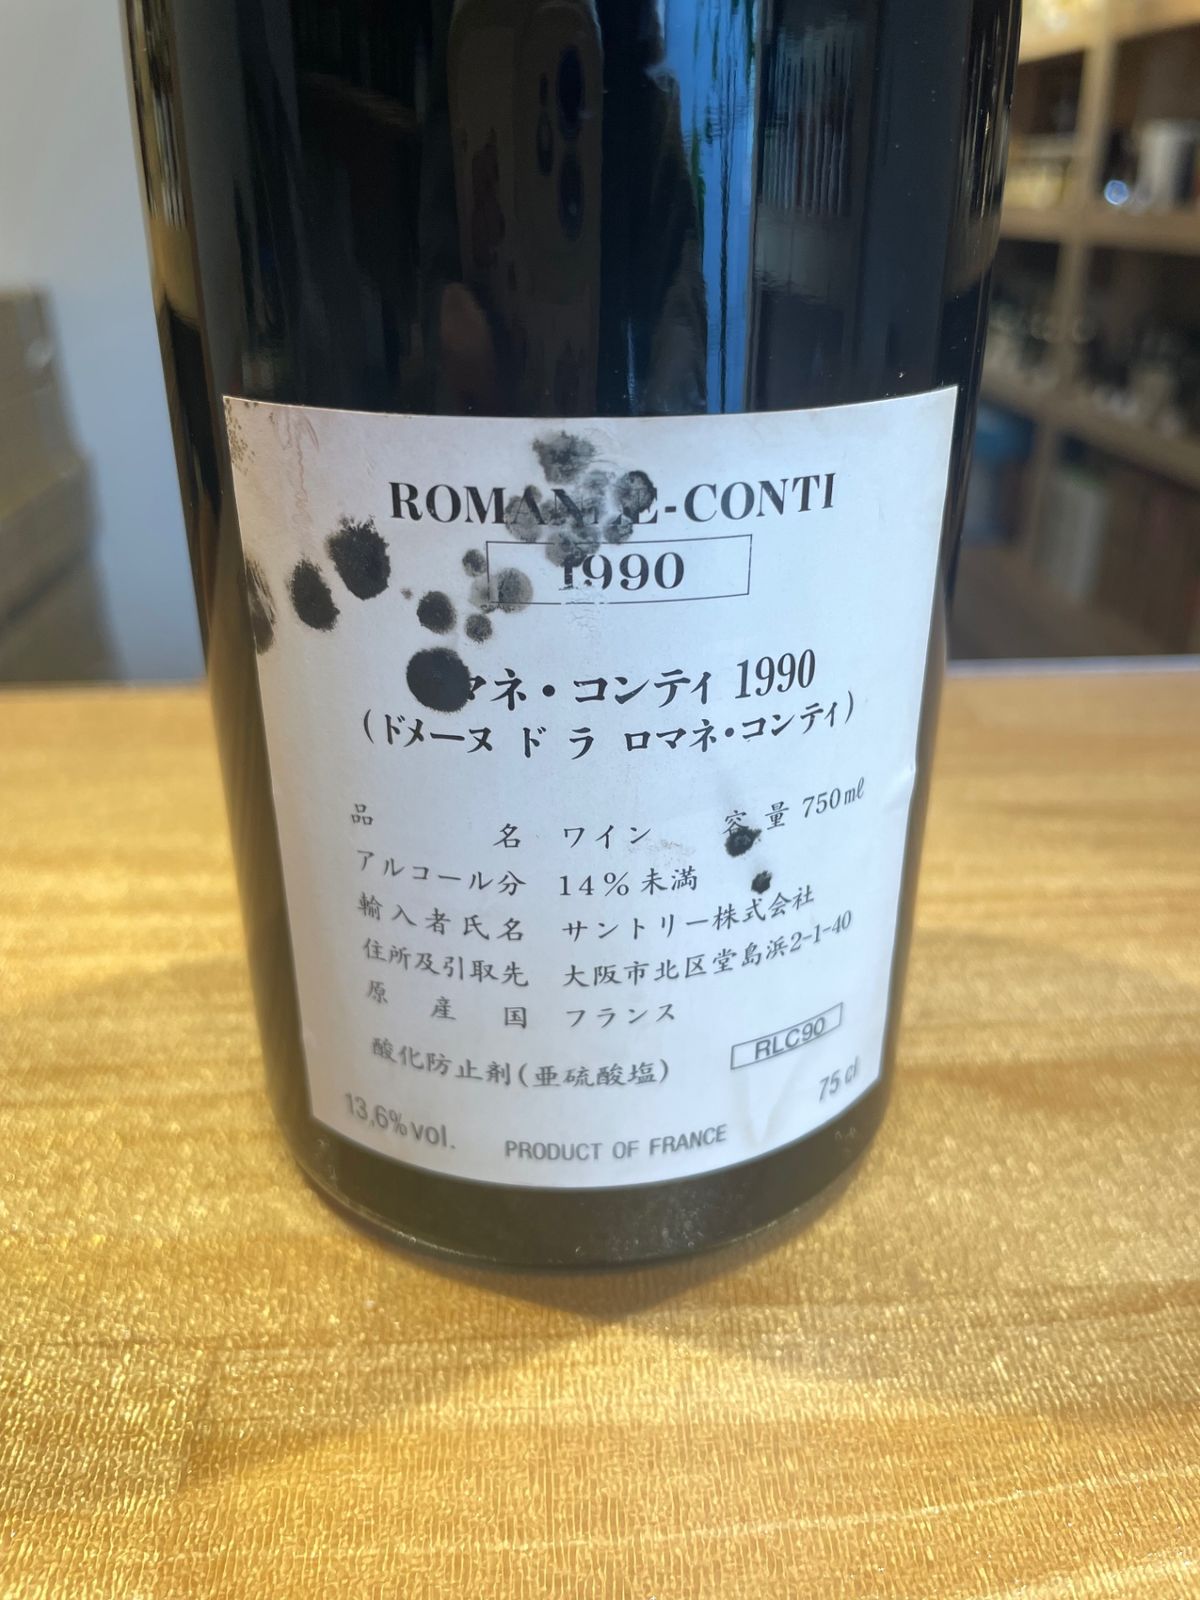 ROMANÉE-CONTI
1990
ロマネ・コンティ 1990
(ドメーヌ ド ラ ロマネ・コンティ)
品名 ワイン 容量 750ml
アルコール分 14%未満
輸入者氏名 サントリー株式会社
住所及引取先 大阪市北区堂島浜2-1-40
原産国 フランス
酸化防止剤(亜硫酸塩)
RLC90
13,6%vol. PRODUCT OF FRANCE 75 cl